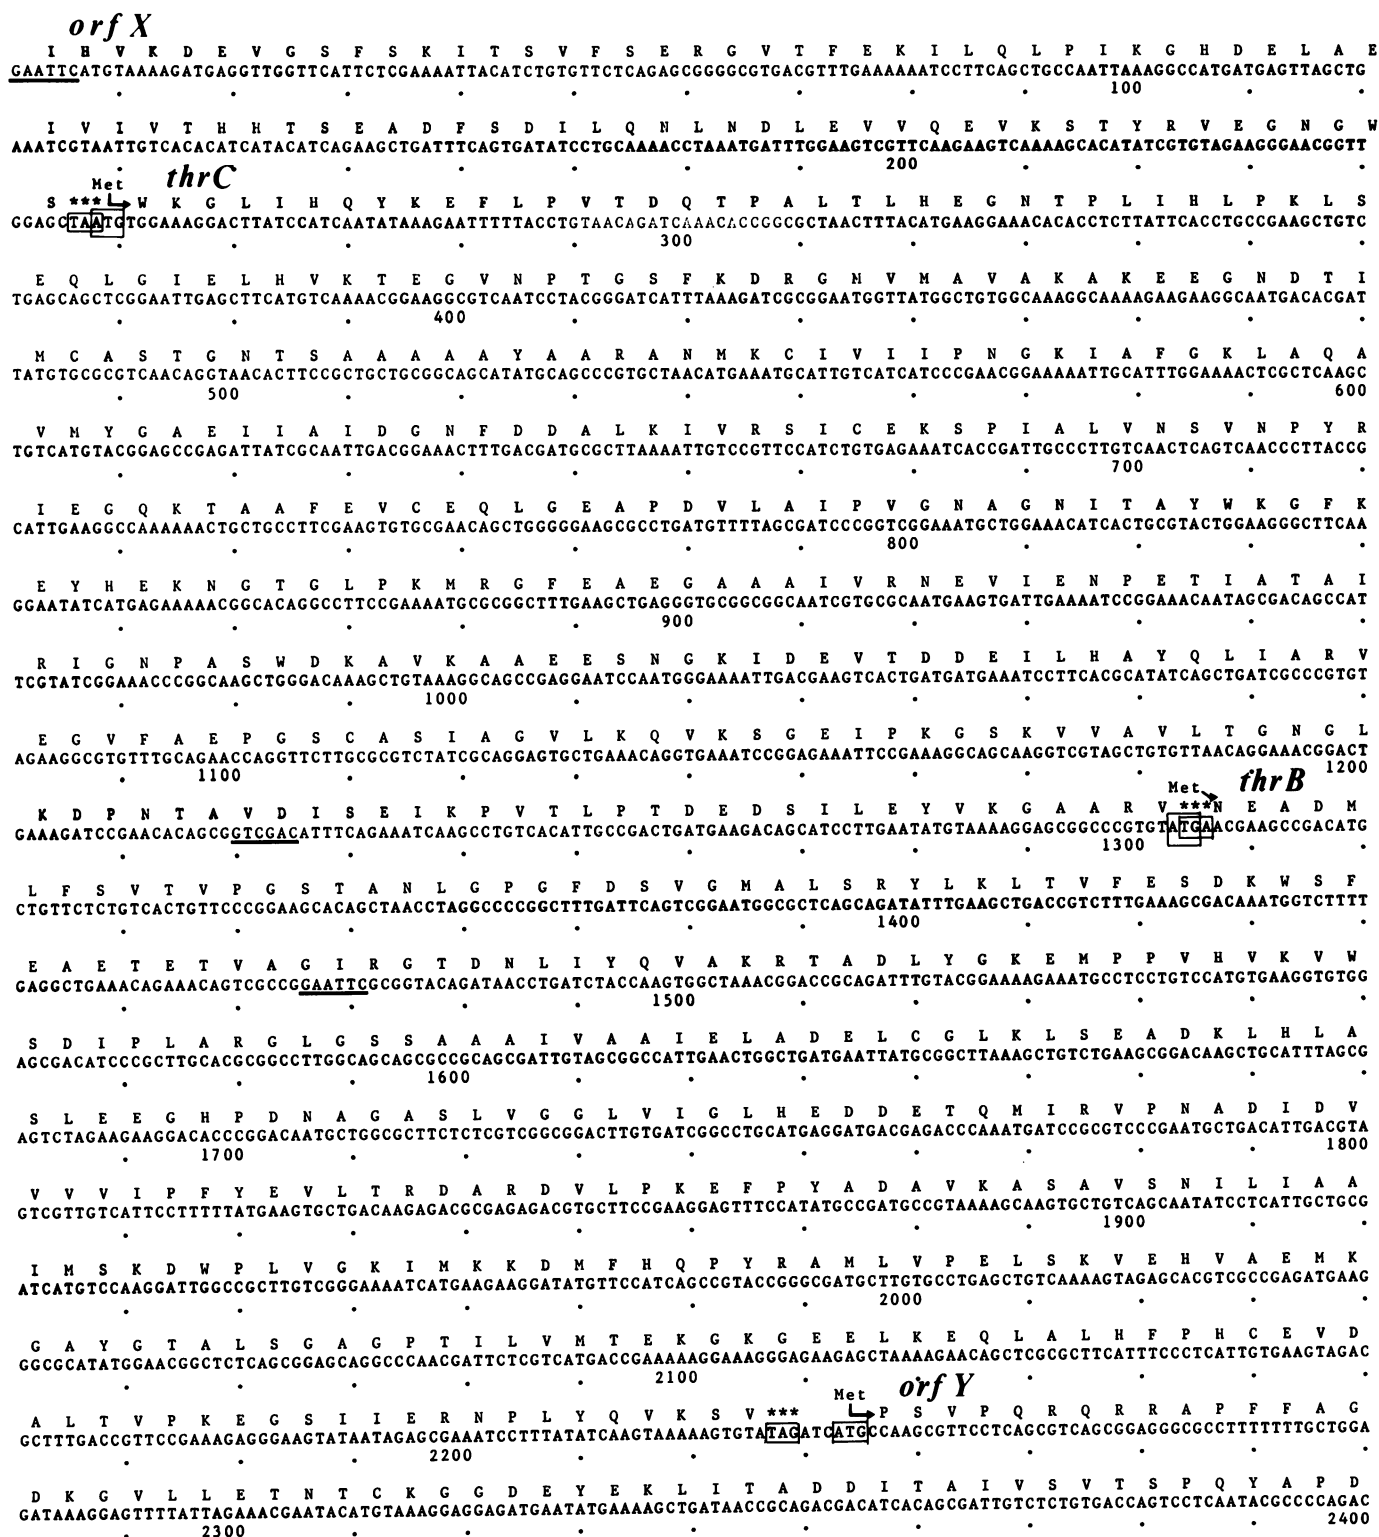 orf X
I H V K D E V G S F S K I T S V F S E R G V T F E K I L Q L P I K G H D E L A E
GAATTCATGTAAAAGATGAGGTTGGTTCATTCTCGAAAATTACATCTGTGTTCTCAGAGCGGGGCGTGACGTTTGAAAAAATCCTTCAGCTGCCAATTAAAGGCCATGATGAGTTAGCTG
100
I V I V T H H T S E A D F S D I L Q N L N D L E V V Q E V K S T Y R V E G N G W
AAATCGTAATTGTCACACATCATACATCAGAAGCTGATTTCAGTGATATCCTGCAAAACCTAAATGATTTGGAAGTCGTTCAAGAAGTCAAAAGCACATATCGTGTAGAAGGGAACGGTT
200
Met thrC
S *** W K G L I H Q Y K E F L P V T D Q T P A L T L H E G N T P L I H L P K L S
GGAGCTAATGTGGAAAGGACTTATCCATCAATATAAAGAATTTTTACCTGTAACAGATCAAACACCGGCGCTAACTTTACATGAAGGAAACACACCTCTTATTCACCTGCCGAAGCTGTC
300
E Q L G I E L H V K T E G V N P T G S F K D R G M V M A V A K A K E E G N D T I
TGAGCAGCTCGGAATTGAGCTTCATGTCAAAACGGAAGGCGTCAATCCTACGGGATCATTTAAAGATCGCGGAATGGTTATGGCTGTGGCAAAGGCAAAAGAAGAAGGCAATGACACGAT
400
M C A S T G N T S A A A A Y A A R A N M K C I V I I P N G K I A F G K L A Q A
TATGTGCGCGTCAACAGGTAACACTTCCGCTGCTGCGGCAGCATATGCAGCCCGTGCTAACATGAAATGCATTGTCATCATCCCGAACGGAAAAATTGCATTTGGAAAACTCGCTCAAGC
500 600
V M Y G A E I I A I D G N F D D A L K I V R S I C E K S P I A L V N S V N P Y R
TGTCATGTACGGAGCCGAGATTATCGCAATTGACGGAAACTTTGACGATGCGCTTAAAATTGTCCGTTCCATCTGTGAGAAATCACCGATTGCCCTTGTCAACTCAGTCAACCCTTACCG
700
I E G Q K T A A F E V C E Q L G E A P D V L A I P V G N A G N I T A Y W K G F K
CATTGAAGGCCAAAAAACTGCTGCCTTCGAAGTGTGCGAACAGCTGGGGGAAGCGCCTGATGTTTTAGCGATCCCGGTCGGAAATGCTGGAAACATCACTGCGTACTGGAAGGGCTTCAA
800
E Y H E K N G T G L P K M R G F E A E G A A A I V R N E V I E N P E T I A T A I
GGAATATCATGAGAAAAACGGCACAGGCCTTCCGAAAATGCGCGGCTTTGAAGCTGAGGGTGCGGCGGCAATCGTGCGCAATGAAGTGATTGAAAATCCGGAAACAATAGCGACAGCCAT
900
R I G N P A S W D K A V K A A E E S N G K I D E V T D D E I L H A Y Q L I A R V
TCGTATCGGAAACCCGGCAAGCTGGGACAAAGCTGTAAAGGCAGCCGAGGAATCCAATGGGAAAATTGACGAAGTCACTGATGATGAAATCCTTCACGCATATCAGCTGATCGCCCGTGT
1000
E G V F A E P G S C A S I A G V L K Q V K S G E I P K G S K V V A V L T G N G L
AGAAGGCGTGTTTGCAGAACCAGGTTCTTGCGCGTCTATCGCAGGAGTGCTGAAACAGGTGAAATCCGGAGAAATTCCGAAAGGCAGCAAGGTCGTAGCTGTGTTAACAGGAAACGGACT
1100 1200
Met thrB
K D P N T A V D I S E I K P V T L P T D E D S I L E Y V K G A A R V *** N E A D M
GAAAGATCCGAACACAGCGGTCGACATTTCAGAAATCAAGCCTGTCACATTGCCGACTGATGAAGACAGCATCCTTGAATATGTAAAAGGAGCGGCCCGTGTATGAACGAAGCCGACATG
1300
L F S V T V P G S T A N L G P G F D S V G M A L S R Y L K L T V F E S D K W S F
CTGTTCTCTGTCACTGTTCCCGGAAGCACAGCTAACCTAGGCCCCGGCTTTGATTCAGTCGGAATGGCGCTCAGCAGATATTTGAAGCTGACCGTCTTTGAAAGCGACAAATGGTCTTTT
1400
E A E T E T V A G I R G T D N L I Y Q V A K R T A D L Y G K E M P P V H V K V W
GAGGCTGAAACAGAAACAGTCGCCGGAATTCGCGGTACAGATAACCTGATCTACCAAGTGGCTAAACGGACCGCAGATTTGTACGGAAAAGAAATGCCTCCTGTCCATGTGAAGGTGTGG
1500
S D I P L A R G L G S S A A A I V A A I E L A D E L C G L K L S E A D K L H L A
AGCGACATCCCGCTTGCACGCGGCCTTGGCAGCAGCGCCGCAGCGATTGTAGCGGCCATTGAACTGGCTGATGAATTATGCGGCTTAAAGCTGTCTGAAGCGGACAAGCTGCATTTAGCG
1600
S L E E G H P D N A G A S L V G G L V I G L H E D D E T Q M I R V P N A D I D V
AGTCTAGAAGAAGGACACCCGGACAATGCTGGCGCTTCTCTCGTCGGCGGACTTGTGATCGGCCTGCATGAGGATGACGAGACCCAAATGATCCGCGTCCCGAATGCTGACATTGACGTA
1700 1800
V V V I P F Y E V L T R D A R D V L P K E F P Y A D A V K A S A V S N I L I A A
GTCGTTGTCATTCCTTTTTATGAAGTGCTGACAAGAGACGCGAGAGACGTGCTTCCGAAGGAGTTTCCATATGCCGATGCCGTAAAAGCAAGTGCTGTCAGCAATATCCTCATTGCTGCG
1900
I M S K D W P L V G K I M K K D M F H Q P Y R A M L V P E L S K V E H V A E M K
ATCATGTCCAAGGATTGGCCGCTTGTCGGGAAAATCATGAAGAAGGATATGTTCCATCAGCCGTACCGGGCGATGCTTGTGCCTGAGCTGTCAAAAGTAGAGCACGTCGCCGAGATGAAG
2000
G A Y G T A L S G A G P T I L V M T E K G K G E E L K E Q L A L H F P H C E V D
GGCGCATATGGAACGGCTCTCAGCGGAGCAGGCCCAACGATTCTCGTCATGACCGAAAAAGGAAAGGGAGAAGAGCTAAAAGAACAGCTCGCGCTTCATTTCCCTCATTGTGAAGTAGAC
2100
Met orf Y
A L T V P K E G S I I E R N P L Y Q V K S V *** P S V P Q R Q R R A P F F A G
GCTTTGACCGTTCCGAAAGAGGGAAGTATAATAGAGCGAAATCCTTTATATCAAGTAAAAAGTGTATAGATCATGCCAAGCGTTCCTCAGCGTCAGCGGAGGGCGCCTTTTTTTGCTGGA
2200
D K G V L L E T N T C K G G D E Y E K L I T A D D I T A I V S V T S P Q Y A P D
GATAAAGGAGTTTTATTAGAAACGAATACATGTAAAGGAGGAGATGAATATGAAAAGCTGATAACCGCAGACGACATCACAGCGATTGTCTCTGTGACCAGTCCTCAATACGCCCCAGAC
2300 2400